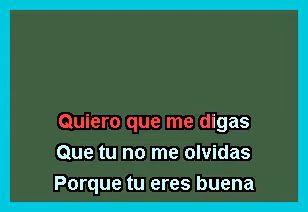 Quiero que me digas
Que tu no me olvidas
Porque tu eres buena